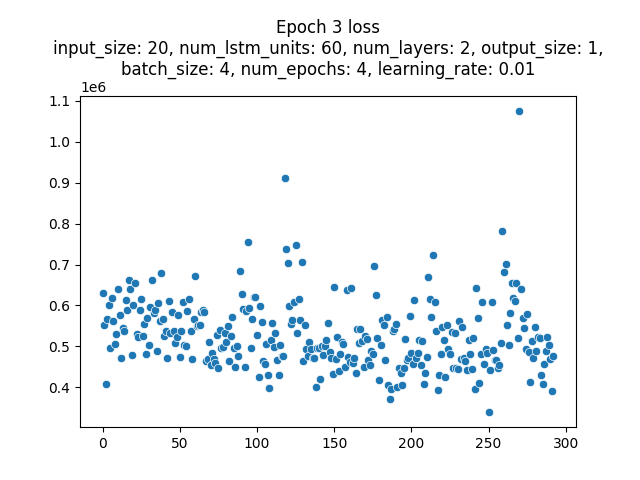 Epoch 3 loss
input_size: 20, num_lstm_units: 60, num_layers: 2, output_size: 1,
batch_size: 4, num_epochs: 4, learning_rate: 0.01
1e6
1.1
1.0
0.9
0.8
0.7
0.6
0.5
0.4
0 50 100 150 200 250 300